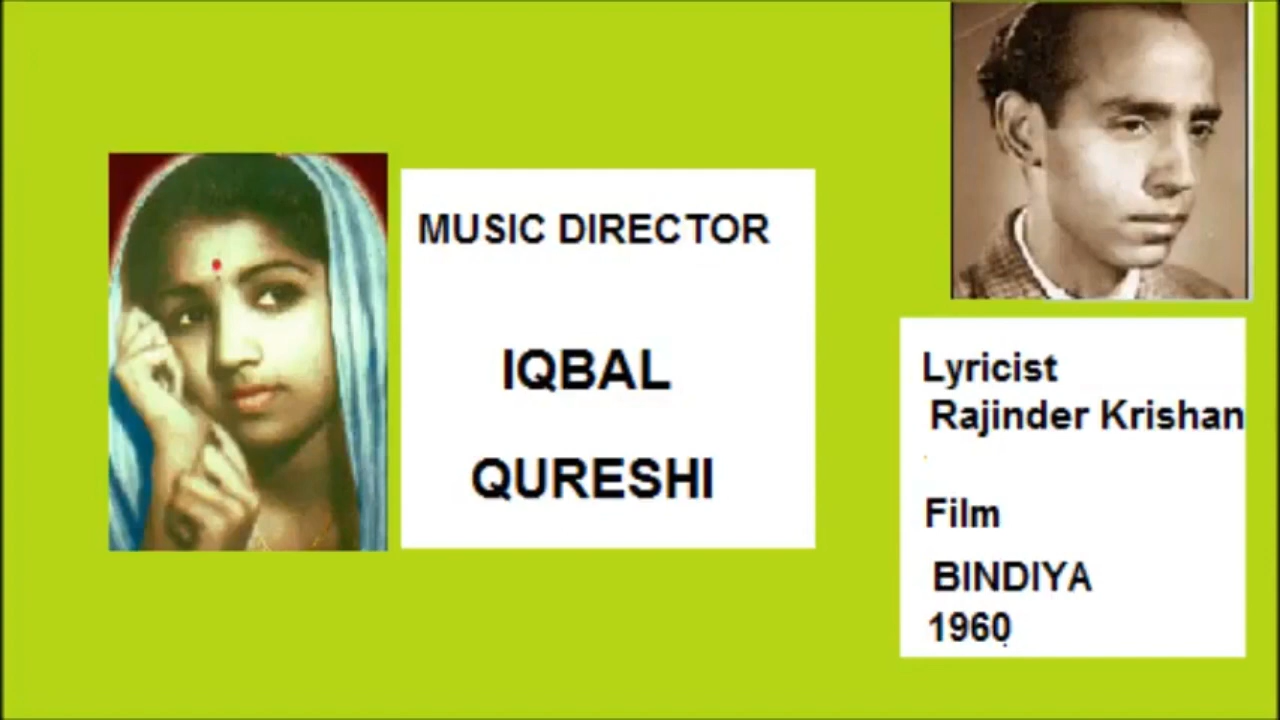 MUSIC DIRECTOR
IQBAL
QURESHI
Lyricist
Rajinder Krishan
Film
BINDIYA
1960